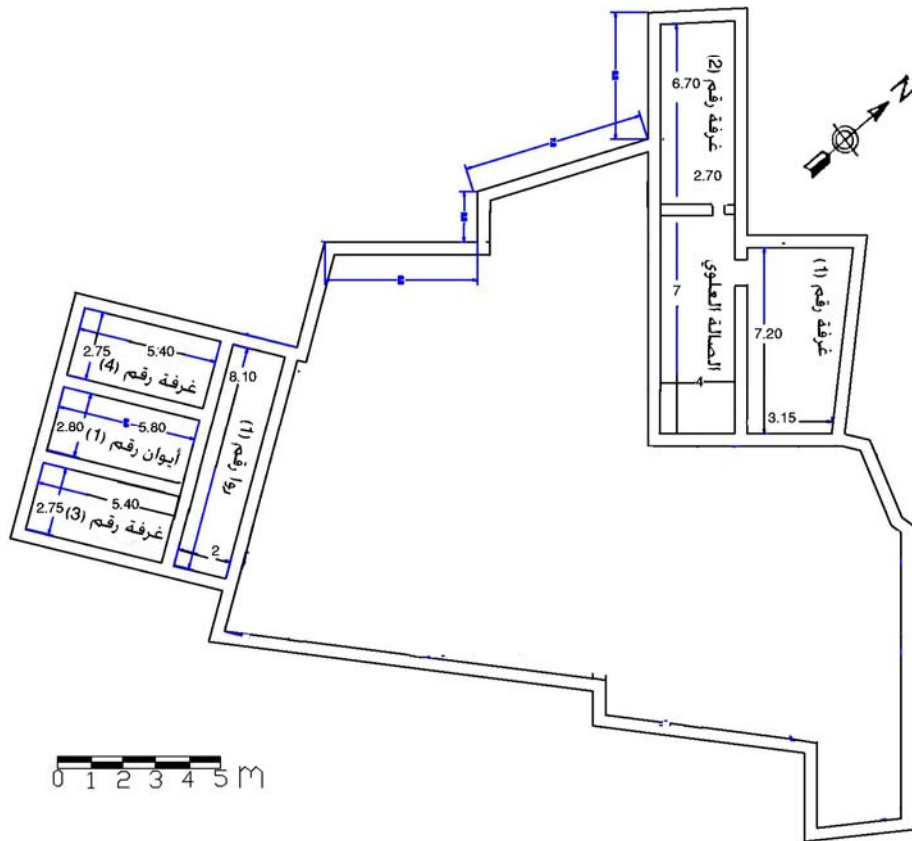 غرفة رقم (2)
6.70
2.70
N
الصالة العلوي
7
4
غرفة رقم (1)
7.20
3.15
5.40
2.75
غرفة رقم (4)
5.80
2.80
أيوان رقم (1)
5.40
2.75
غرفة رقم (3)
8.10
روا رقم (1)
2
0 1 2 3 4 5 m